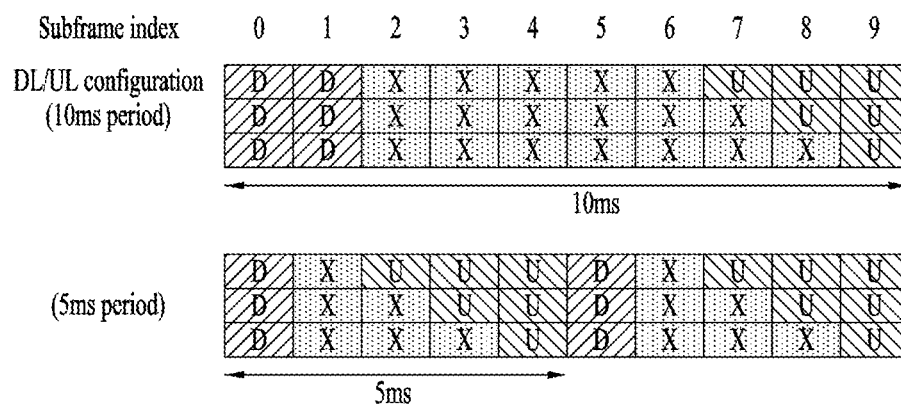 Subframe index 0 1 2 3 4 5 6 7 8 9
DL/UL configuration
(10ms period)
D D X X X X X U U U
D D X X X X X X U U
D D X X X X X X X U
10ms
(5ms period)
D X U U U D X U U U
D X X U U D X X U U
D X X X U D X X X U
5ms